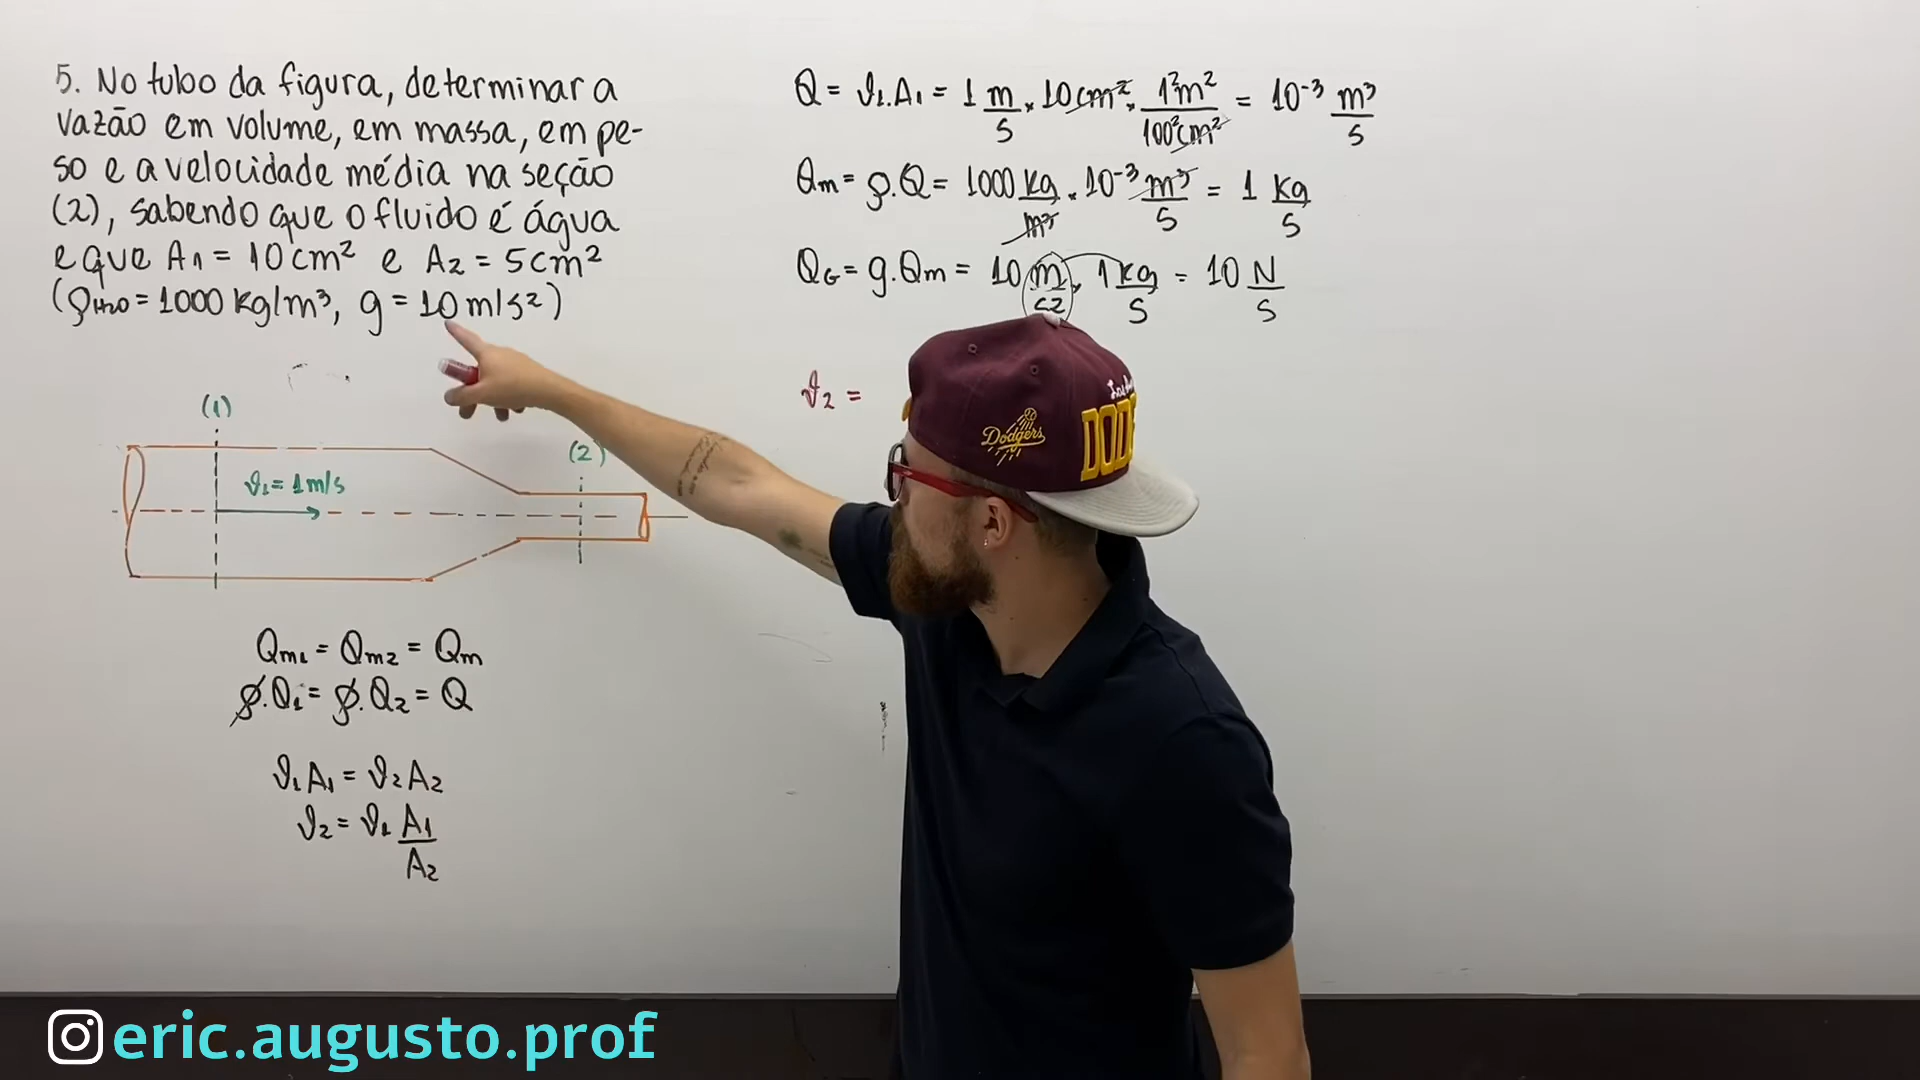 5. No tubo da figura, determinar a
vazão em volume, em massa, em pe-
so e a velocidade média na seção
(2), sabendo que o fluido é água
e que A1 = 10 cm² e A2 = 5 cm²
(ρH2O = 1000 kg/m³, g = 10 m/s²)
(1)
(2)
v1 = 1 m/s
Qm1 = Qm2 = Qm
ρ.Q1 = ρ.Q2 = Q
v1 A1 = v2 A2
v2 = v1 A1/A2
Q = v1.A1 = 1 m/s . 10 cm² . 1² m²/100² cm² = 10⁻³ m³/s
Qm = ρ.Q = 1000 kg/m³ . 10⁻³ m³/s = 1 kg/s
QG = g.Qm = 10 m/s² . 1 kg/s = 10 N/s
v2 =
Dodgers
eric.augusto.prof